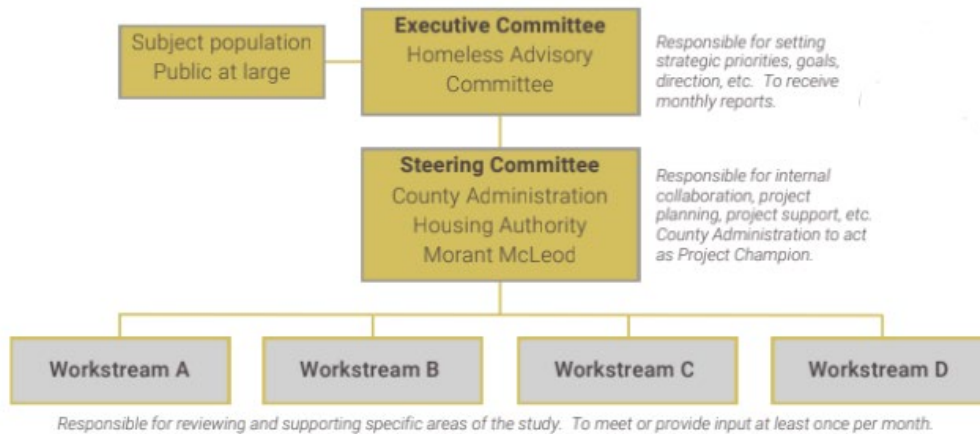 Subject population
Public at large
Executive Committee
Homeless Advisory
Committee
Responsible for setting
strategic priorities, goals,
direction, etc. To receive
monthly reports.
Steering Committee
County Administration
Housing Authority
Morant McLeod
Responsible for internal
collaboration, project
planning, project support, etc.
County Administration to act
as Project Champion.
Workstream A
Workstream B
Workstream C
Workstream D
Responsible for reviewing and supporting specific areas of the study. To meet or provide input at least once per month.